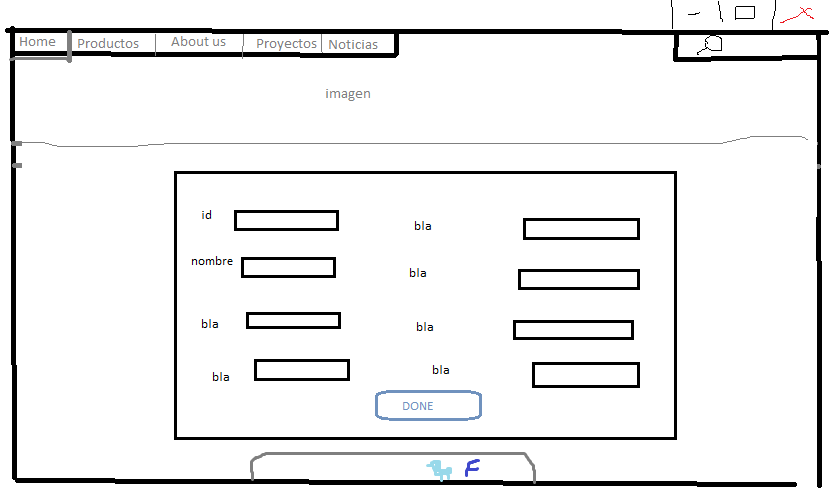 Home Productos About us Proyectos Noticias
imagen
id bla
nombre bla
bla bla
bla bla
DONE
F